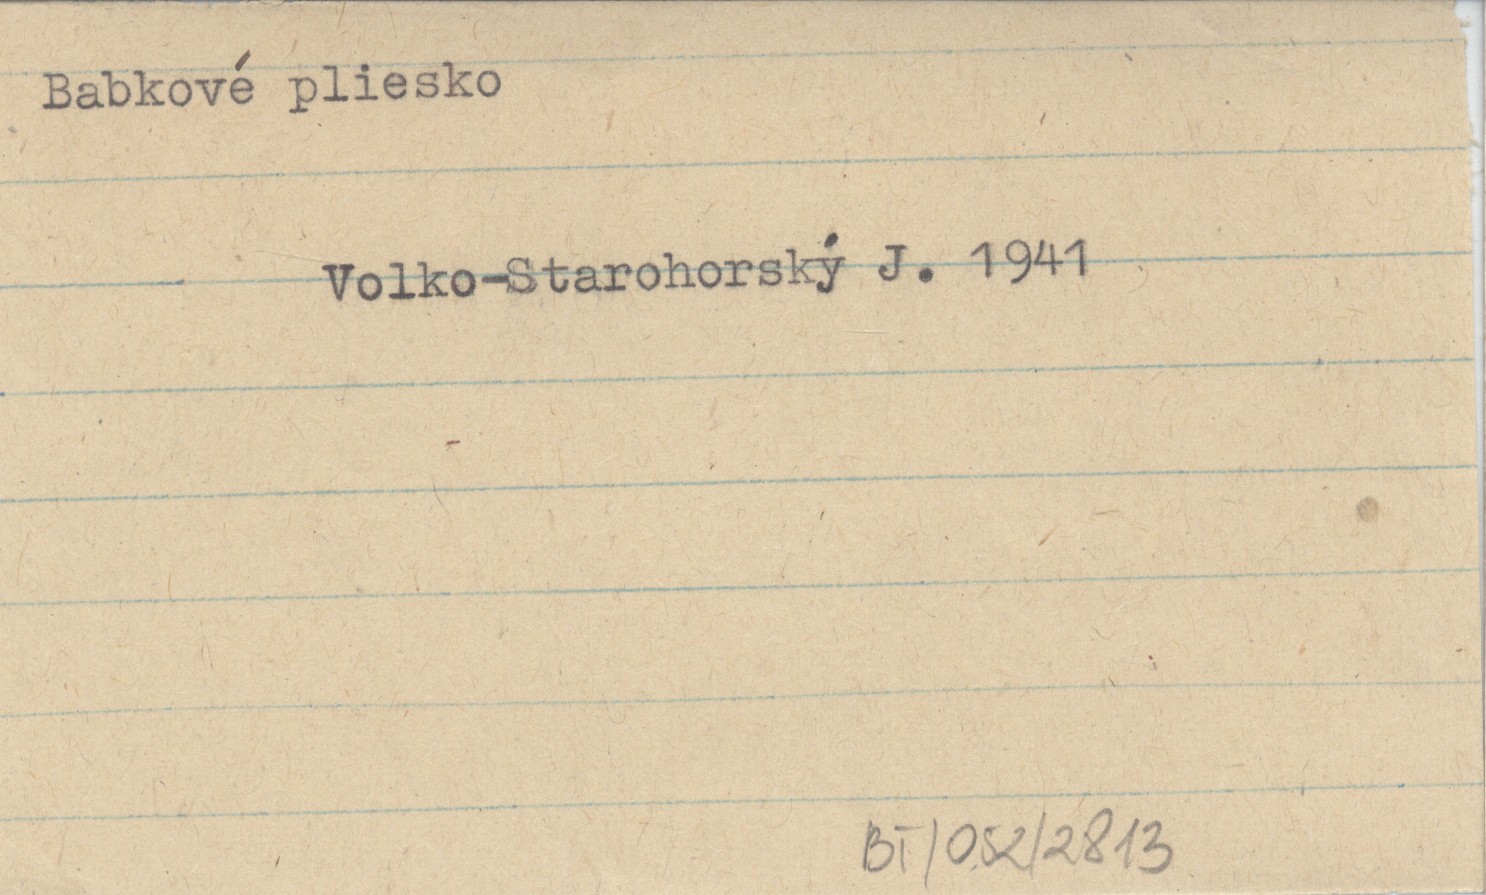 Babkové pliesko
Volko-Starohorský J. 1941
BT/052/2813